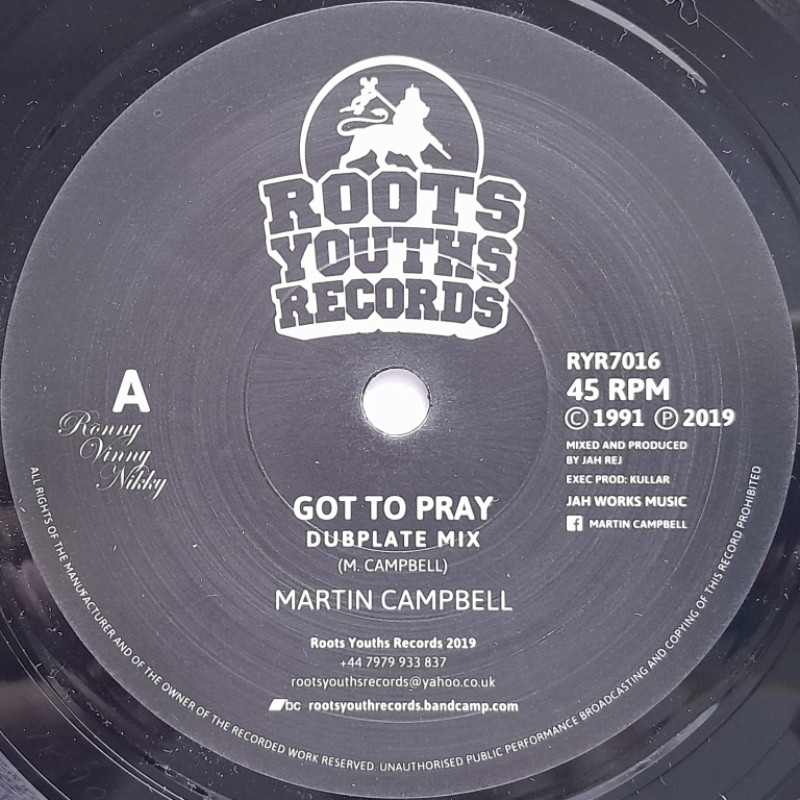 ROOTS
YOUTHS
RECORDS
A
Ronny
Vinny
Nikky
RYR7016
45 RPM
© 1991 ℗ 2019
MIXED AND PRODUCED
BY JAH REJ
EXEC PROD: KULLAR
JAH WORKS MUSIC
f MARTIN CAMPBELL
GOT TO PRAY
DUBPLATE MIX
(M. CAMPBELL)
MARTIN CAMPBELL
Roots Youths Records 2019
+44 7979 933 837
rootsyouthsrecords@yahoo.co.uk
bc rootsyouthrecords.bandcamp.com
ALL RIGHTS OF THE MANUFACTURER AND OF THE OWNER OF THE RECORDED WORK RESERVED. UNAUTHORISED PUBLIC PERFORMANCE BROADCASTING AND COPYING OF THIS RECORD PROHIBITED